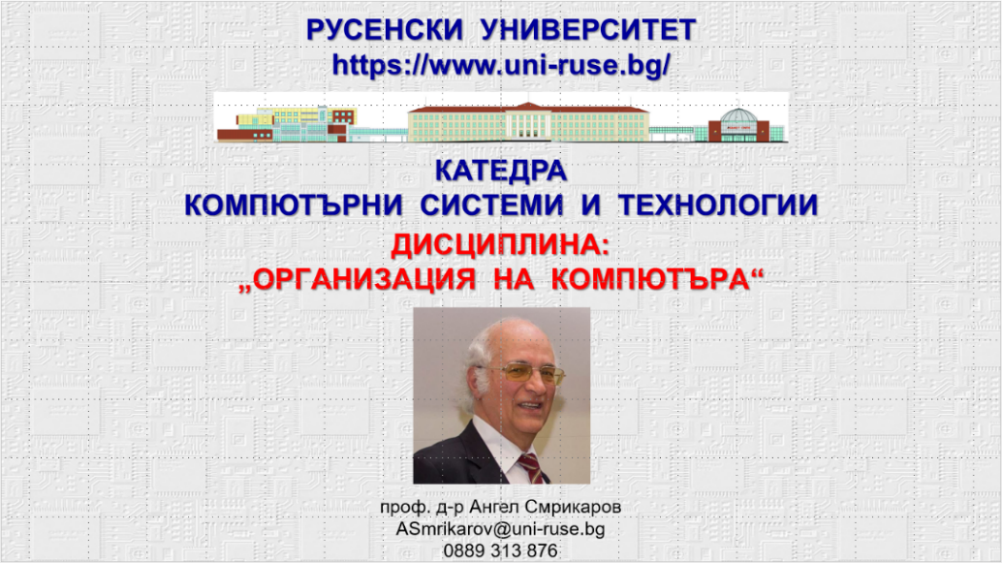 РУСЕНСКИ УНИВЕРСИТЕТ
https://www.uni-ruse.bg/
КАТЕДРА
КОМПЮТЪРНИ СИСТЕМИ И ТЕХНОЛОГИИ
ДИСЦИПЛИНА:
„ОРГАНИЗАЦИЯ НА КОМПЮТЪРА“
проф. д-р Ангел Смрикаров
ASmrikarov@uni-ruse.bg
0889 313 876